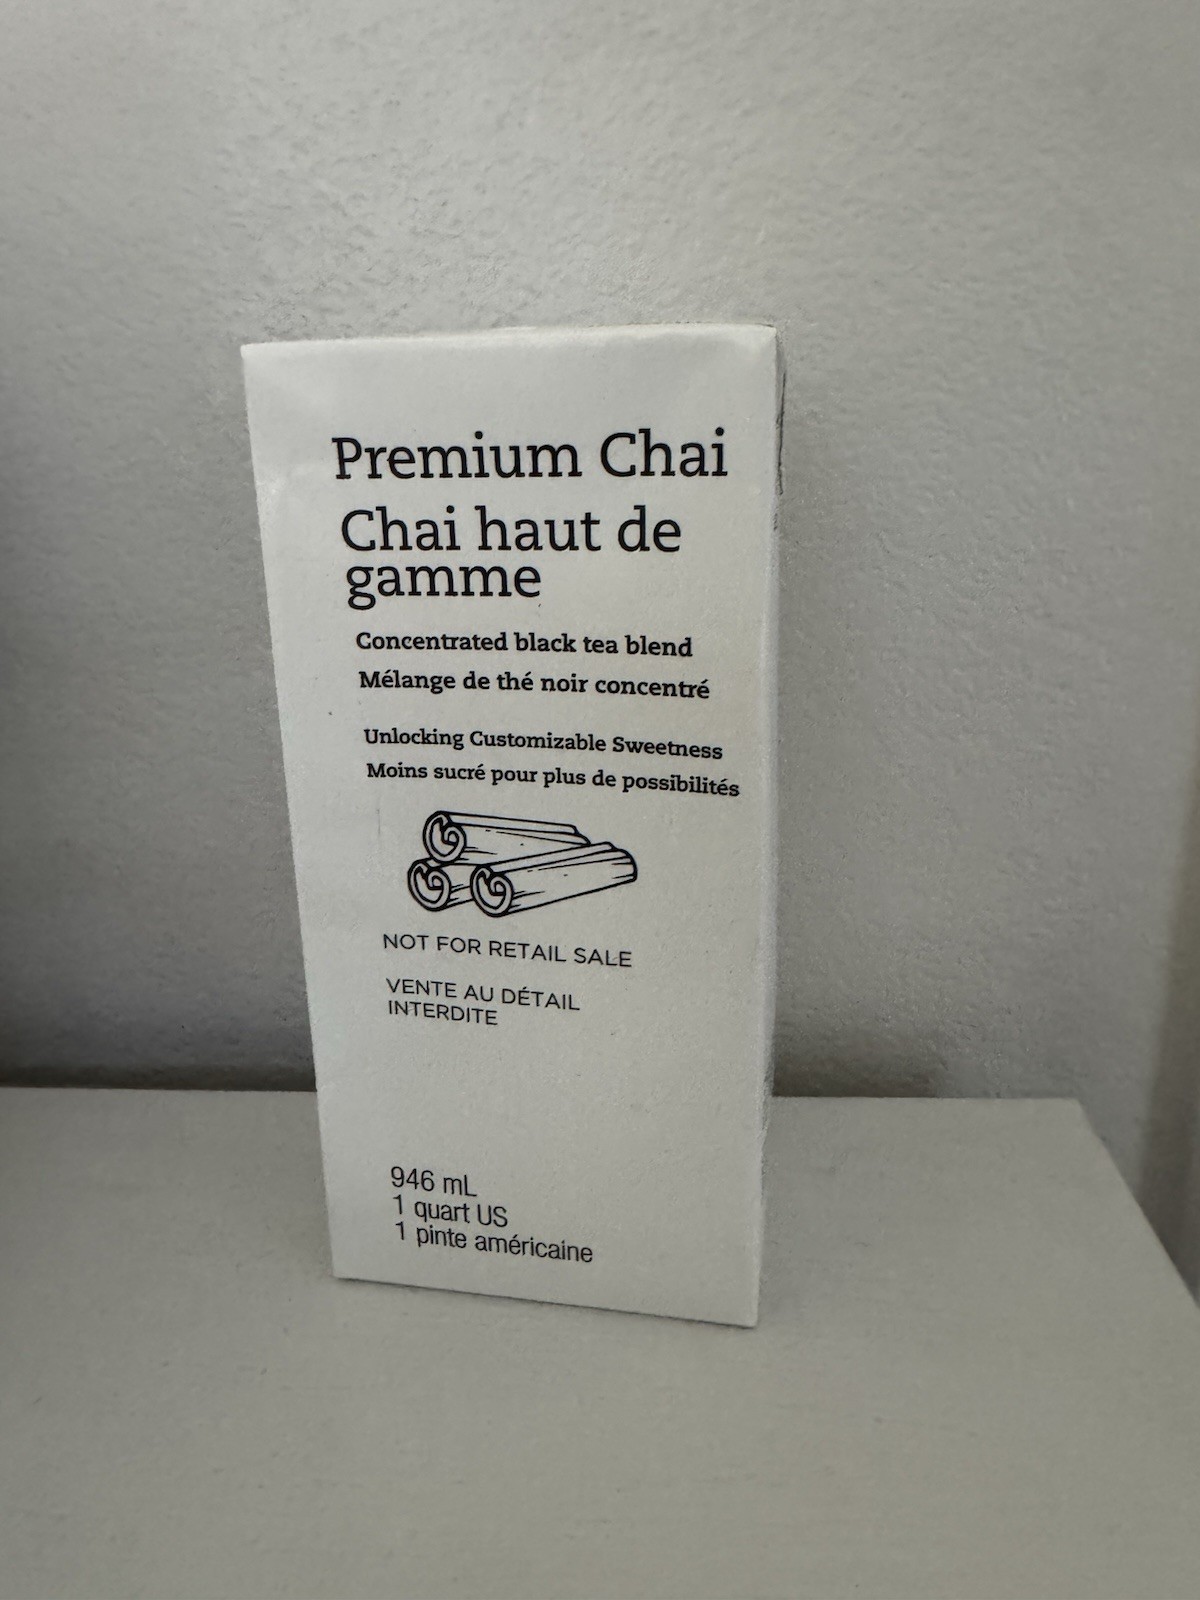 Premium Chai
Chai haut de
gamme
Concentrated black tea blend
Mélange de thé noir concentré
Unlocking Customizable Sweetness
Moins sucré pour plus de possibilités
NOT FOR RETAIL SALE
VENTE AU DÉTAIL
INTERDITE
946 mL
1 quart US
1 pinte américaine